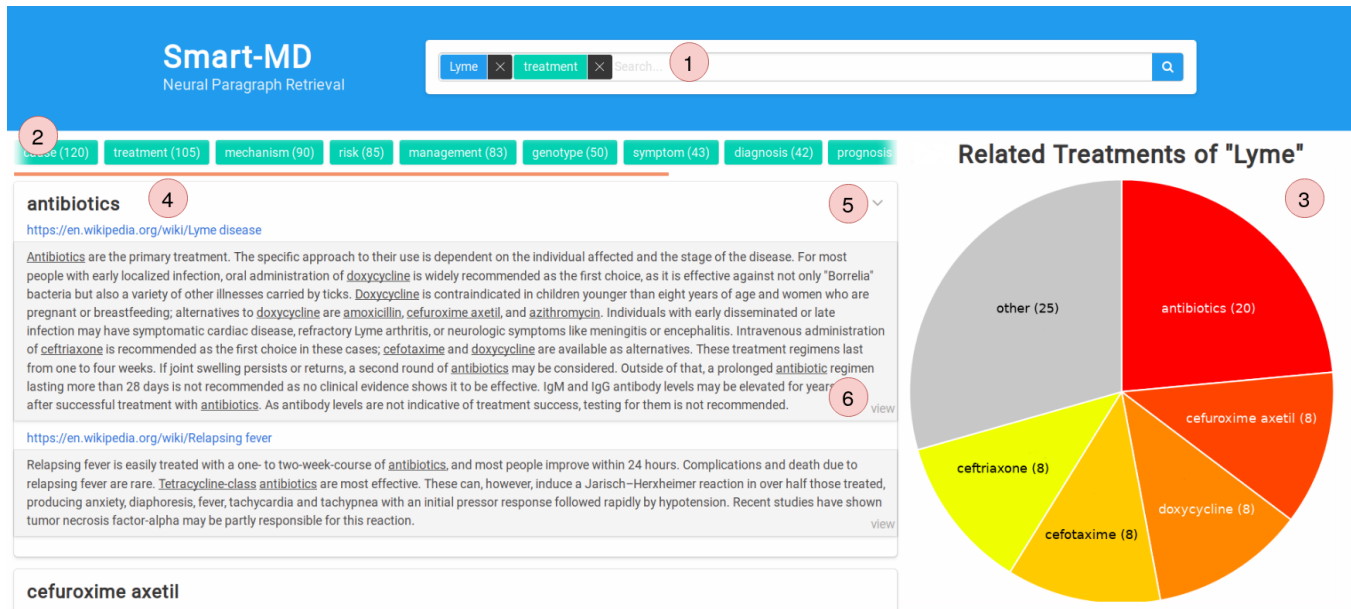 Smart-MD
Neural Paragraph Retrieval
Lyme × treatment × Search...
1
2
(120) treatment (105) mechanism (90) risk (85) management (83) genotype (50) symptom (43) diagnosis (42) prognosis
antibiotics
4
5
https://en.wikipedia.org/wiki/Lyme disease
Antibiotics are the primary treatment. The specific approach to their use is dependent on the individual affected and the stage of the disease. For most
people with early localized infection, oral administration of doxycycline is widely recommended as the first choice, as it is effective against not only "Borrelia"
bacteria but also a variety of other illnesses carried by ticks. Doxycycline is contraindicated in children younger than eight years of age and women who are
pregnant or breastfeeding; alternatives to doxycycline are amoxicillin, cefuroxime axetil, and azithromycin. Individuals with early disseminated or late
infection may have symptomatic cardiac disease, refractory Lyme arthritis, or neurologic symptoms like meningitis or encephalitis. Intravenous administration
of ceftriaxone is recommended as the first choice in these cases; cefotaxime and doxycycline are available as alternatives. These treatment regimens last
from one to four weeks. If joint swelling persists or returns, a second round of antibiotics may be considered. Outside of that, a prolonged antibiotic regimen
lasting more than 28 days is not recommended as no clinical evidence shows it to be effective. IgM and IgG antibody levels may be elevated for years
after successful treatment with antibiotics. As antibody levels are not indicative of treatment success, testing for them is not recommended.
6
view
https://en.wikipedia.org/wiki/Relapsing fever
Relapsing fever is easily treated with a one- to two-week-course of antibiotics, and most people improve within 24 hours. Complications and death due to
relapsing fever are rare. Tetracycline-class antibiotics are most effective. These can, however, induce a Jarisch–Herxheimer reaction in over half those treated,
producing anxiety, diaphoresis, fever, tachycardia and tachypnea with an initial pressor response followed rapidly by hypotension. Recent studies have shown
tumor necrosis factor-alpha may be partly responsible for this reaction.
view
cefuroxime axetil
Related Treatments of "Lyme"
3
other (25)
antibiotics (20)
cefuroxime axetil (8)
ceftriaxone (8)
doxycycline (8)
cefotaxime (8)